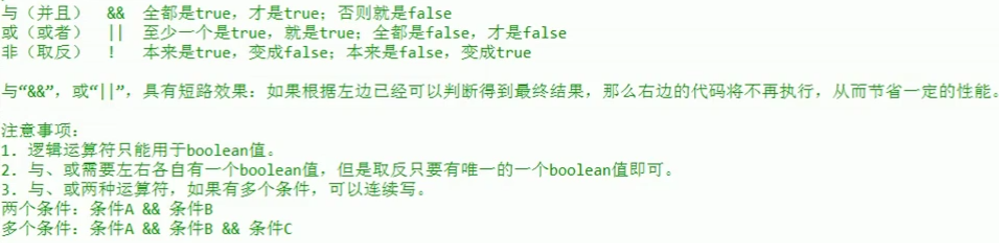 与（并且） && 全都是true，才是true；否则就是false
或（或者） || 至少一个是true，就是true；全都是false，才是false
非（取反） ! 本来是true，变成false；本来是false，变成true
与“&&”，或“||”，具有短路效果：如果根据左边已经可以判断得到最终结果，那么右边的代码将不再执行，从而节省一定的性能。
注意事项：
1. 逻辑运算符只能用于boolean值。
2. 与、或需要左右各自有一个boolean值，但是取反只要有唯一的一个boolean值即可。
3. 与、或两种运算符，如果有多个条件，可以连续写。
两个条件：条件A && 条件B
多个条件：条件A && 条件B && 条件C